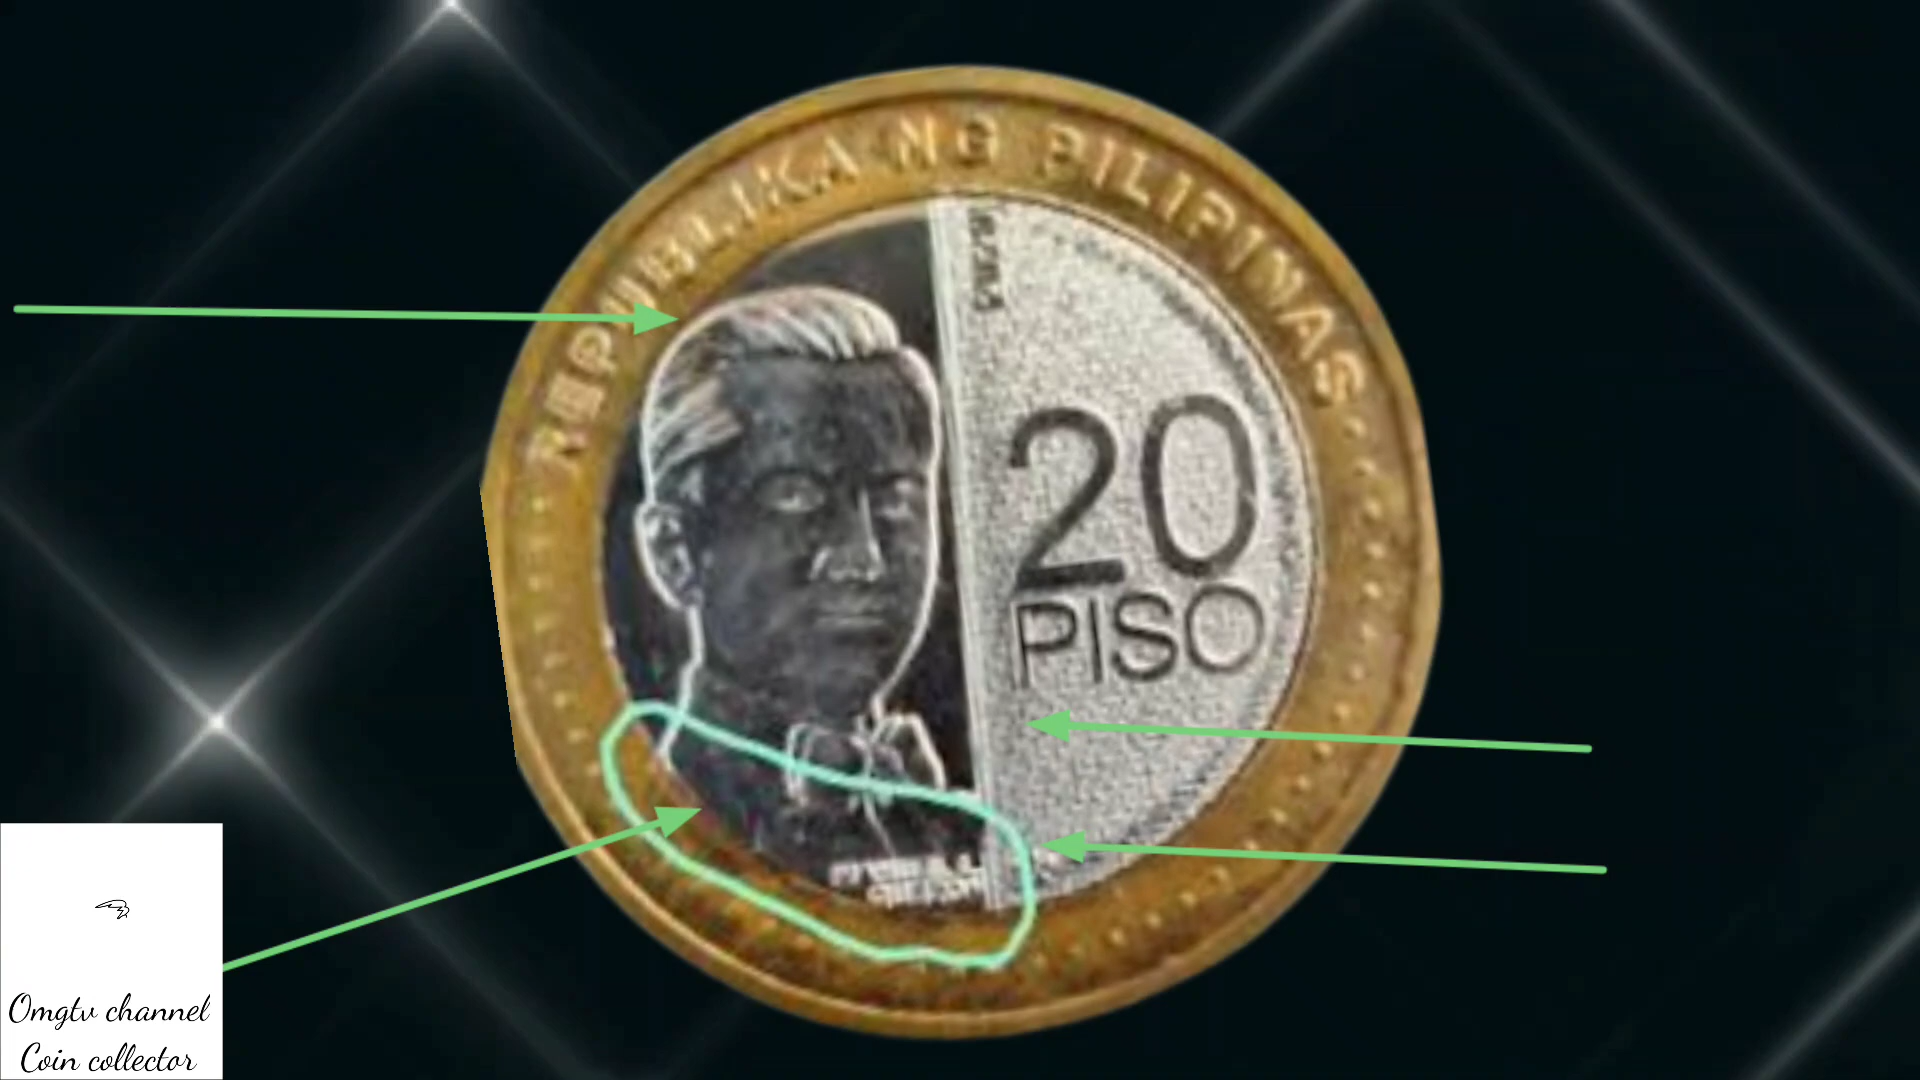 REPUBLIKA NG PILIPINAS
20
PISO
Omgtv channel
Coin collector